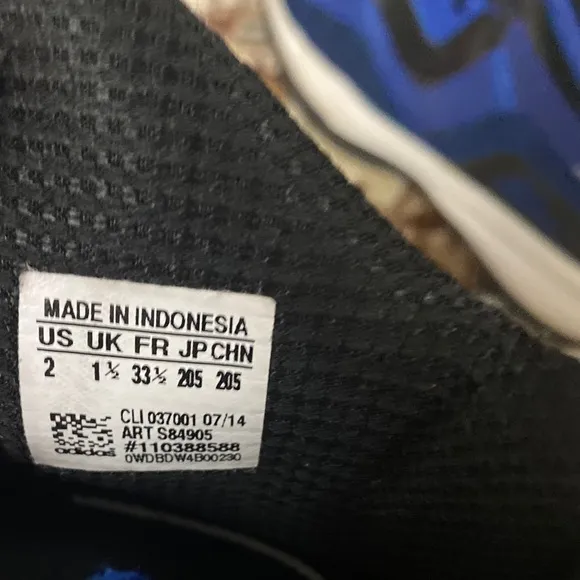 MADE IN INDONESIA
US UK FR JP CHN
2 1½ 33½ 205 205
CLI 037001 07/14
ART S84905
#110388588
adidas 0WDBDW4B00230